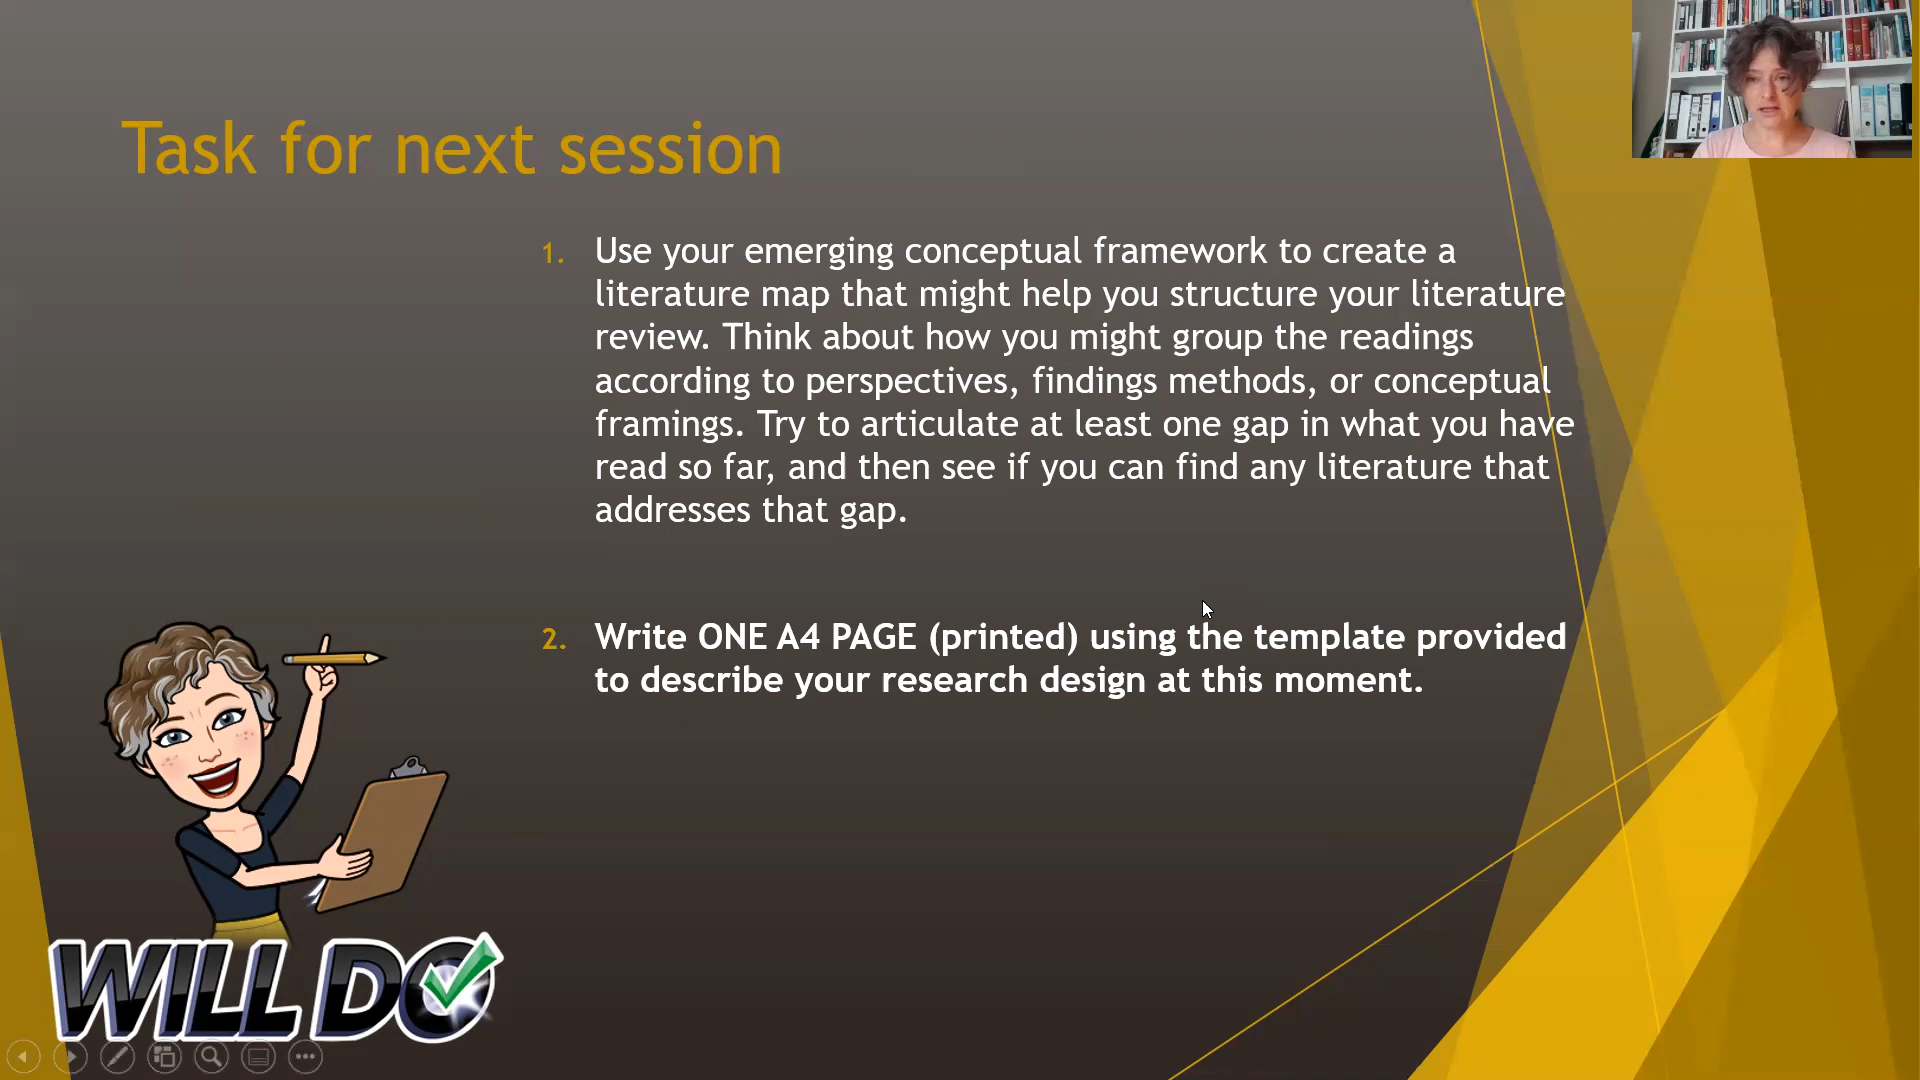 Task for next session
1. Use your emerging conceptual framework to create a
literature map that might help you structure your literature
review. Think about how you might group the readings
according to perspectives, findings methods, or conceptual
framings. Try to articulate at least one gap in what you have
read so far, and then see if you can find any literature that
addresses that gap.
2. Write ONE A4 PAGE (printed) using the template provided
to describe your research design at this moment.
WILL DO